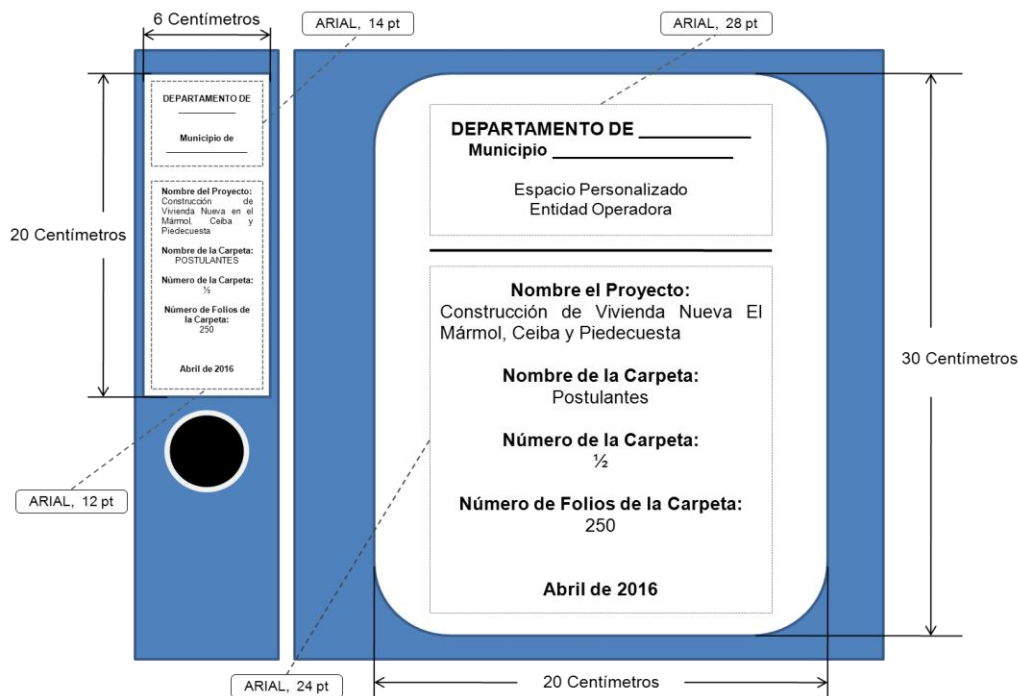 6 Centímetros
ARIAL, 14 pt
ARIAL, 28 pt
DEPARTAMENTO DE
Municipio de
Nombre del Proyecto:
Construcción de
Vivienda Nueva en el
Mármol, Ceiba y
Piedecuesta
Nombre de la Carpeta:
POSTULANTES
Número de la Carpeta:
½
Número de Folios de
la Carpeta:
250
Abril de 2016
20 Centímetros
ARIAL, 12 pt
DEPARTAMENTO DE
Municipio
Espacio Personalizado
Entidad Operadora
Nombre el Proyecto:
Construcción de Vivienda Nueva El
Mármol, Ceiba y Piedecuesta
Nombre de la Carpeta:
Postulantes
Número de la Carpeta:
½
Número de Folios de la Carpeta:
250
Abril de 2016
30 Centímetros
ARIAL, 24 pt
20 Centímetros